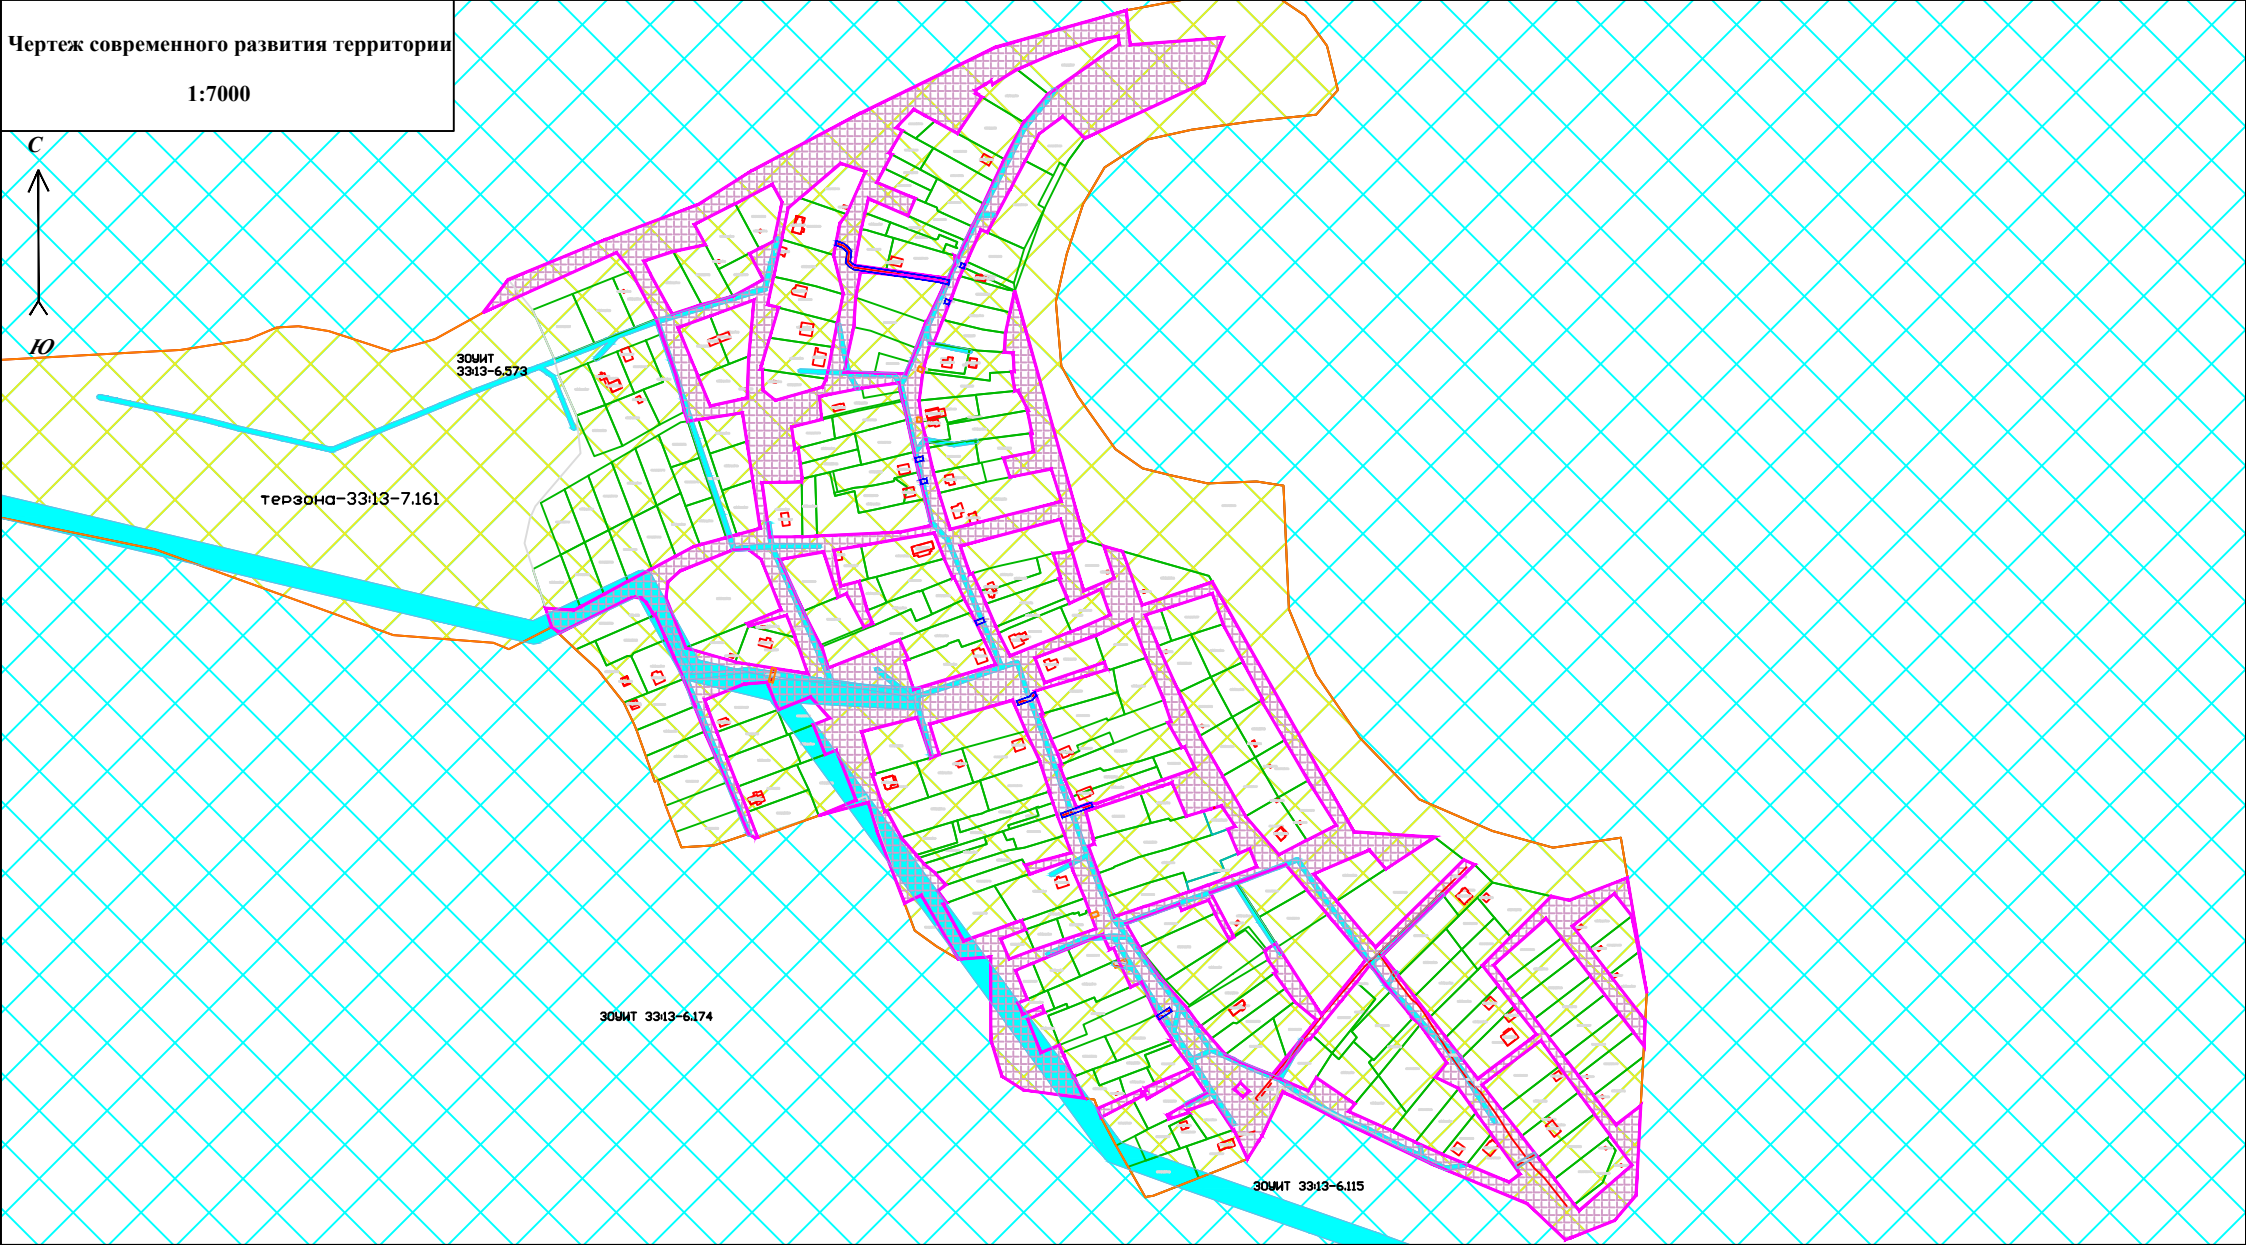 Чертеж современного развития территории
1:7000
С
Ю
ЗОУИТ
33:13-6.573
терзона-33:13-7.161
ЗОУИТ 33:13-6.174
ЗОУИТ 33:13-6.115